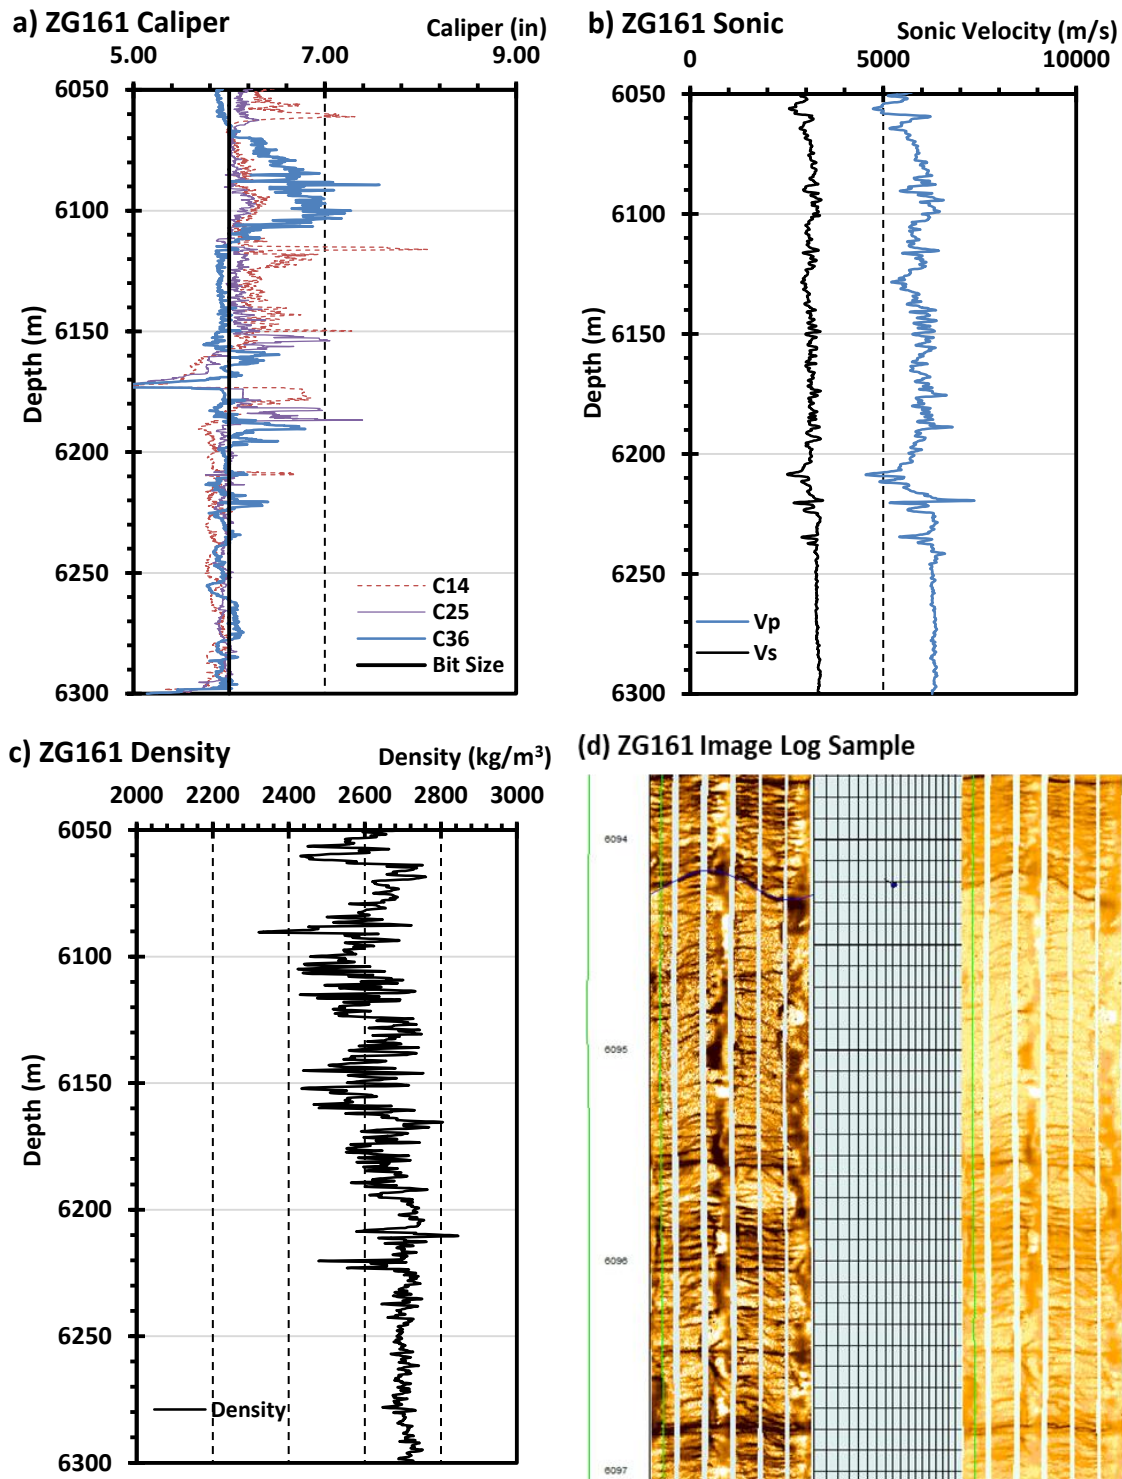 a) ZG161 Caliper
Caliper (in)
5.00 7.00 9.00
6050
6100
6150
6200
6250
6300
Depth (m)
C14
C25
C36
Bit Size
b) ZG161 Sonic
Sonic Velocity (m/s)
0 5000 10000
6050
6100
6150
6200
6250
6300
Depth (m)
Vp
Vs
c) ZG161 Density
Density (kg/m³)
2000 2200 2400 2600 2800 3000
6050
6100
6150
6200
6250
6300
Depth (m)
Density
(d) ZG161 Image Log Sample
6094
6095
6096
6097